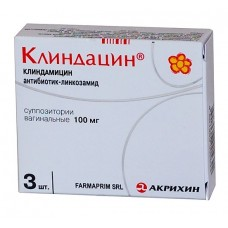 Клиндацин®
КЛИНДАМИЦИН
антибиотик-линкозамид
суппозитории
вагинальные 100 мг
3 шт.
FARMAPRIM SRL
АКРИХИН